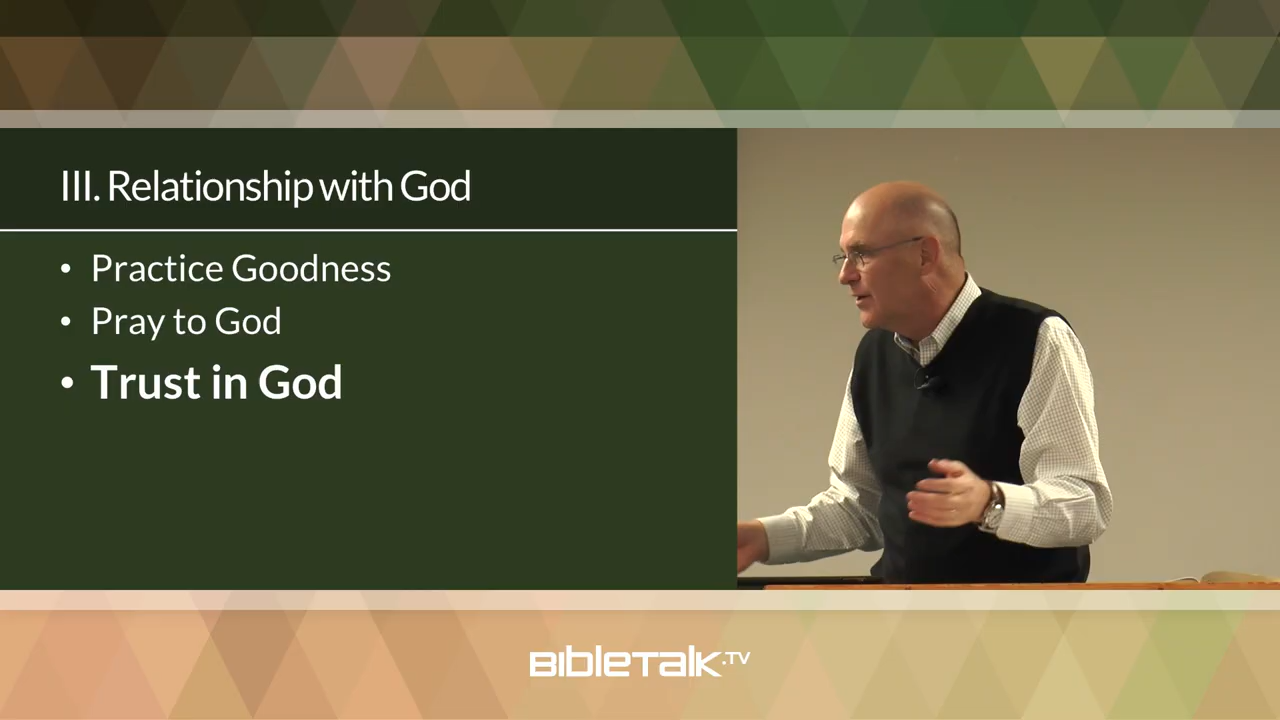 III. Relationship with God
• Practice Goodness
• Pray to God
• Trust in God
BIBLETALK.TV